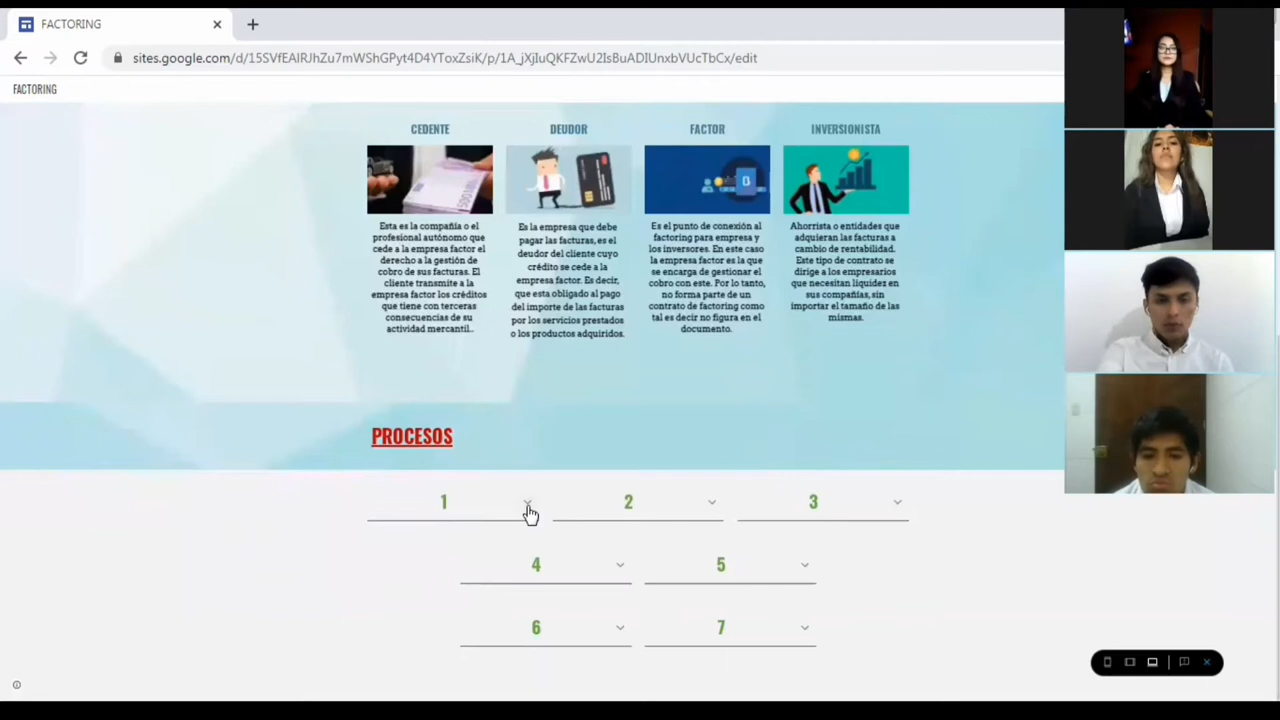 FACTORING
sites.google.com/d/15SVfEAIRJhZu7mWShGPyt4D4YToxZziK/p/1A_jXjIuQKFZwU2IsBuADIUnxbVUcTbCx/edit
FACTORING
CEDENTE
Esta es la compañía o el
profesional autónomo que
cede a la empresa factor el
derecho a la gestión de
cobro de sus facturas. El
cliente transmite a la
empresa factor los créditos
que tiene con terceras
consecuencias de su
actividad mercantil..
DEUDOR
Es la empresa que debe
pagar las facturas, es el
deudor del cliente cuyo
crédito se cede a la
empresa factor. Es decir,
que esta obligado al pago
del importe de las facturas
por los servicios prestados
o los productos adquiridos.
FACTOR
Es el punto de conexión al
factoring para empresa y
los inversores. En este caso
la empresa factor es la que
se encarga de gestionar el
cobro con este. Por lo tanto,
no forma parte de un
contrato de factoring como
tal es decir no figura en el
documento.
INVERSIONISTA
Ahorrista o entidades que
adquieran las facturas a
cambio de rentabilidad.
Este tipo de contrato se
dirige a los empresarios
que necesitan liquidez en
sus compañías, sin
importar el tamaño de las
mismas.
PROCESOS
1
2
3
4
5
6
7